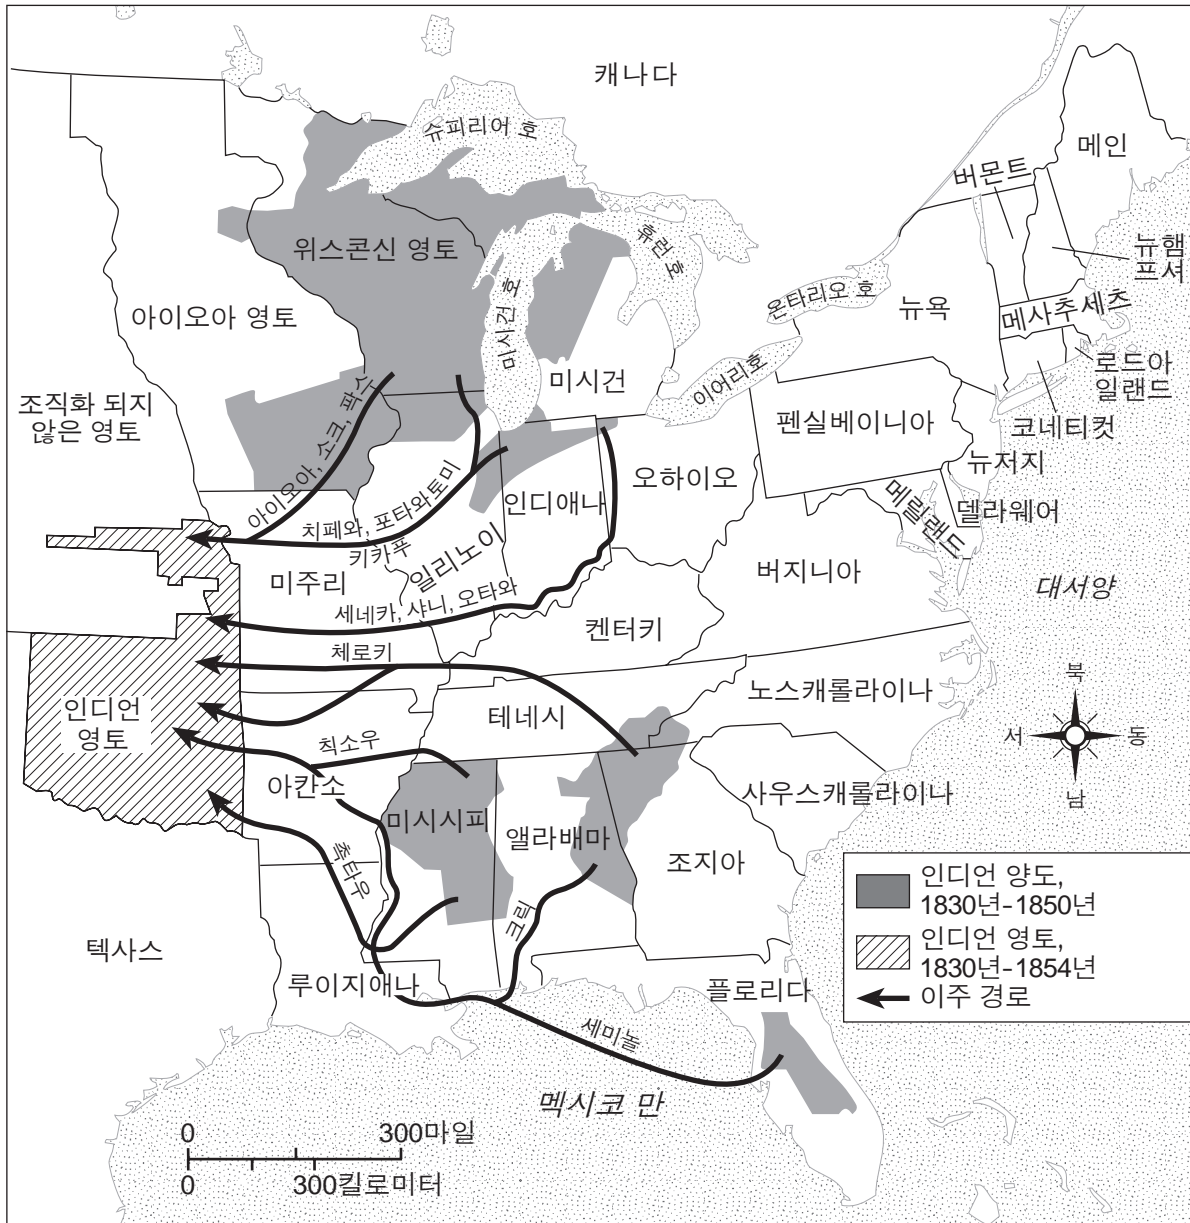 캐나다
슈피리어 호
메인
버몬트
뉴햄
프셔
위스콘신 영토
휴런 호
미시건 호
온타리오 호
뉴욕
메사추세츠
아이오아 영토
로드아
일랜드
이어리호
미시건
조직화 되지
않은 영토
펜실베이니아
코네티컷
뉴저지
아이오아, 소크, 팍스
오하이오
인디애나
메릴랜드
델라웨어
치페와, 포타와토미
키카푸
일리노이
미주리
버지니아
대서양
세네카, 샤니, 오타와
켄터키
체로키
북
서
동
남
노스캐롤라이나
인디언
영토
테네시
칙소우
아칸소
사우스캐롤라이나
미시시피
앨라배마
조지아
촉타우
크릭
인디언 양도,
1830년-1850년
인디언 영토,
1830년-1854년
이주 경로
텍사스
루이지애나
플로리다
세미놀
멕시코 만
0 300마일
0 300킬로미터